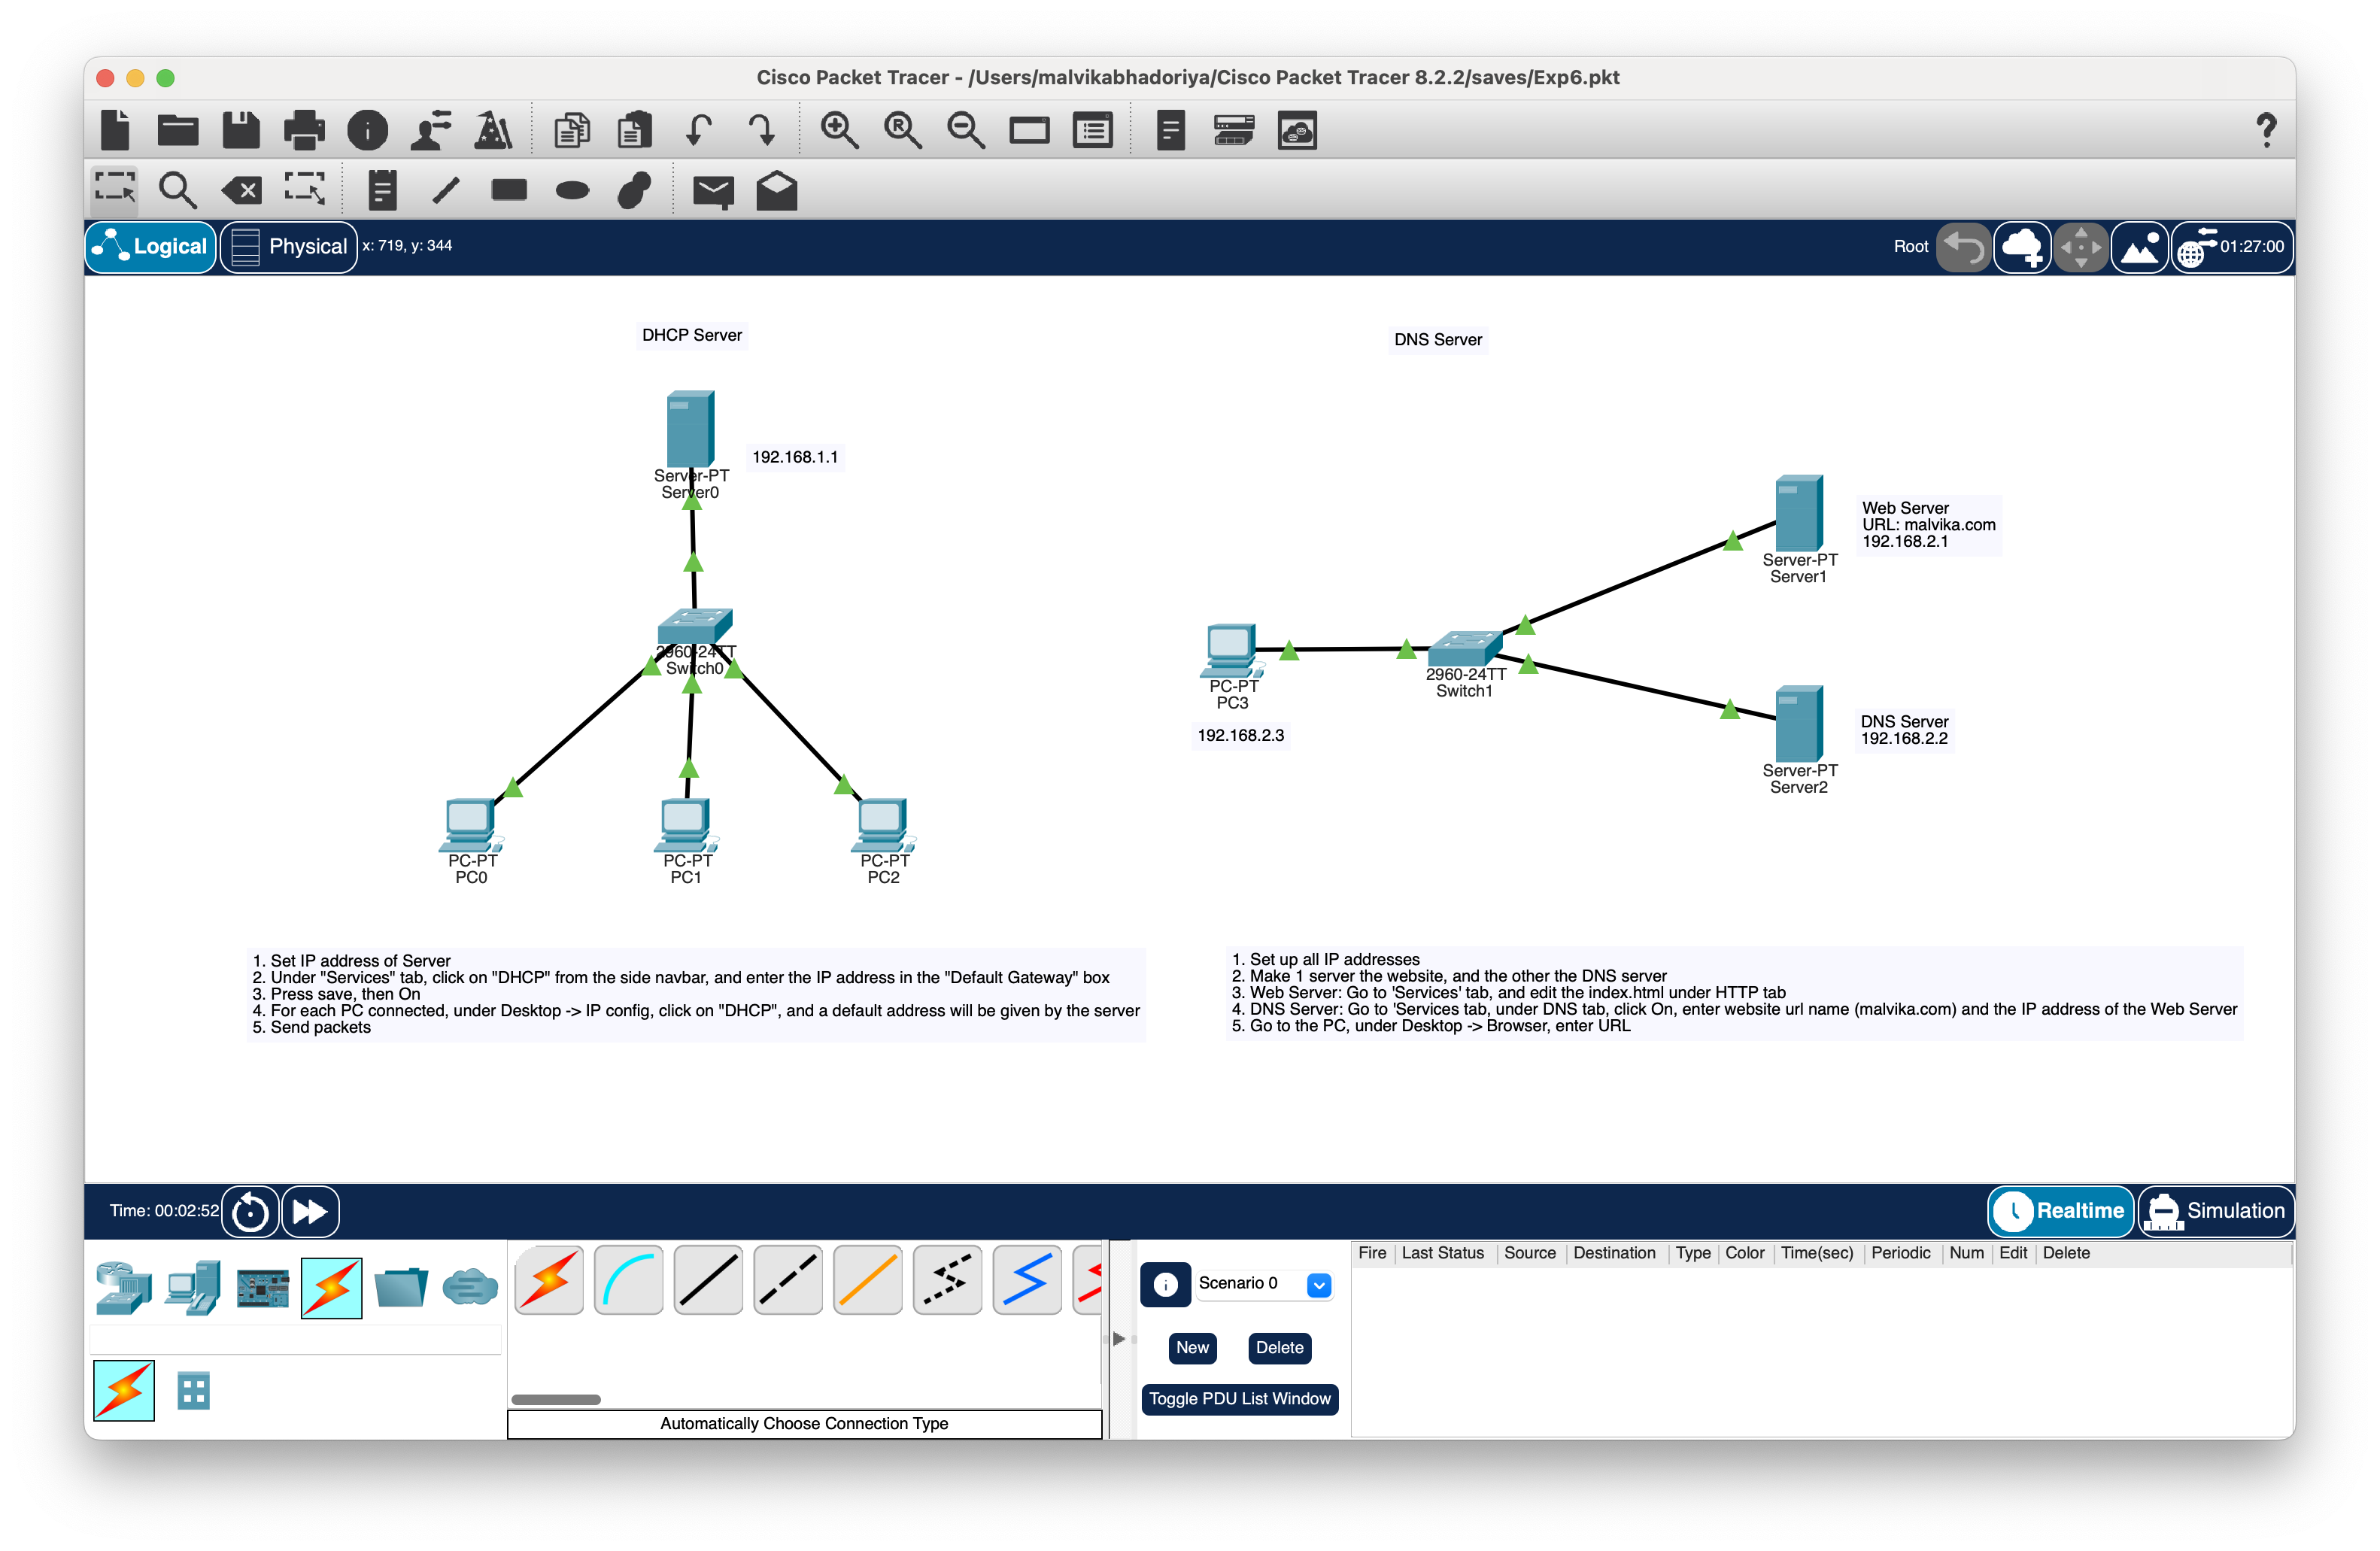 Cisco Packet Tracer - /Users/malvikabhadoriya/Cisco Packet Tracer 8.2.2/saves/Exp6.pkt
Logical
Physical
x: 719, y: 344
Root
01:27:00
DHCP Server
DNS Server
Server-PT
Server0
192.168.1.1
Web Server
URL: malvika.com
192.168.2.1
Server-PT
Server1
2960-24TT
Switch0
PC-PT
PC3
192.168.2.3
2960-24TT
Switch1
DNS Server
192.168.2.2
Server-PT
Server2
PC-PT
PC0
PC-PT
PC1
PC-PT
PC2
1. Set IP address of Server
2. Under "Services" tab, click on "DHCP" from the side navbar, and enter the IP address in the "Default Gateway" box
3. Press save, then On
4. For each PC connected, under Desktop -> IP config, click on "DHCP", and a default address will be given by the server
5. Send packets
1. Set up all IP addresses
2. Make 1 server the website, and the other the DNS server
3. Web Server: Go to 'Services' tab, and edit the index.html under HTTP tab
4. DNS Server: Go to 'Services tab, under DNS tab, click On, enter website url name (malvika.com) and the IP address of the Web Server
5. Go to the PC, under Desktop -> Browser, enter URL
Time: 00:02:52
Realtime
Simulation
Scenario 0
New
Delete
Toggle PDU List Window
Fire Last Status Source Destination Type Color Time(sec) Periodic Num Edit Delete
Automatically Choose Connection Type